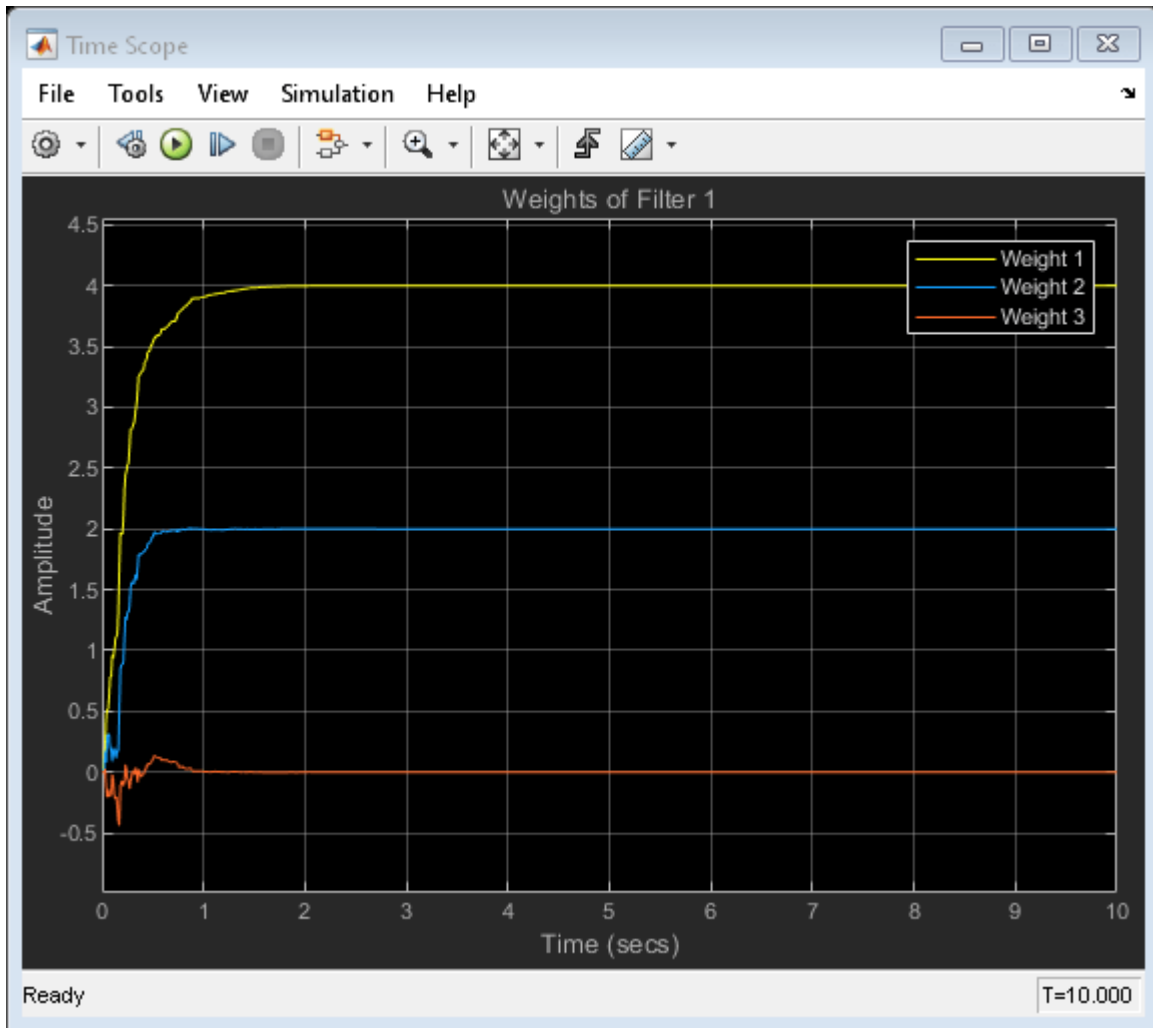 Time Scope
File Tools View Simulation Help
Weights of Filter 1
4.5
4
3.5
3
2.5
2
1.5
1
0.5
0
-0.5
Amplitude
Weight 1
Weight 2
Weight 3
0 1 2 3 4 5 6 7 8 9 10
Time (secs)
Ready T=10.000